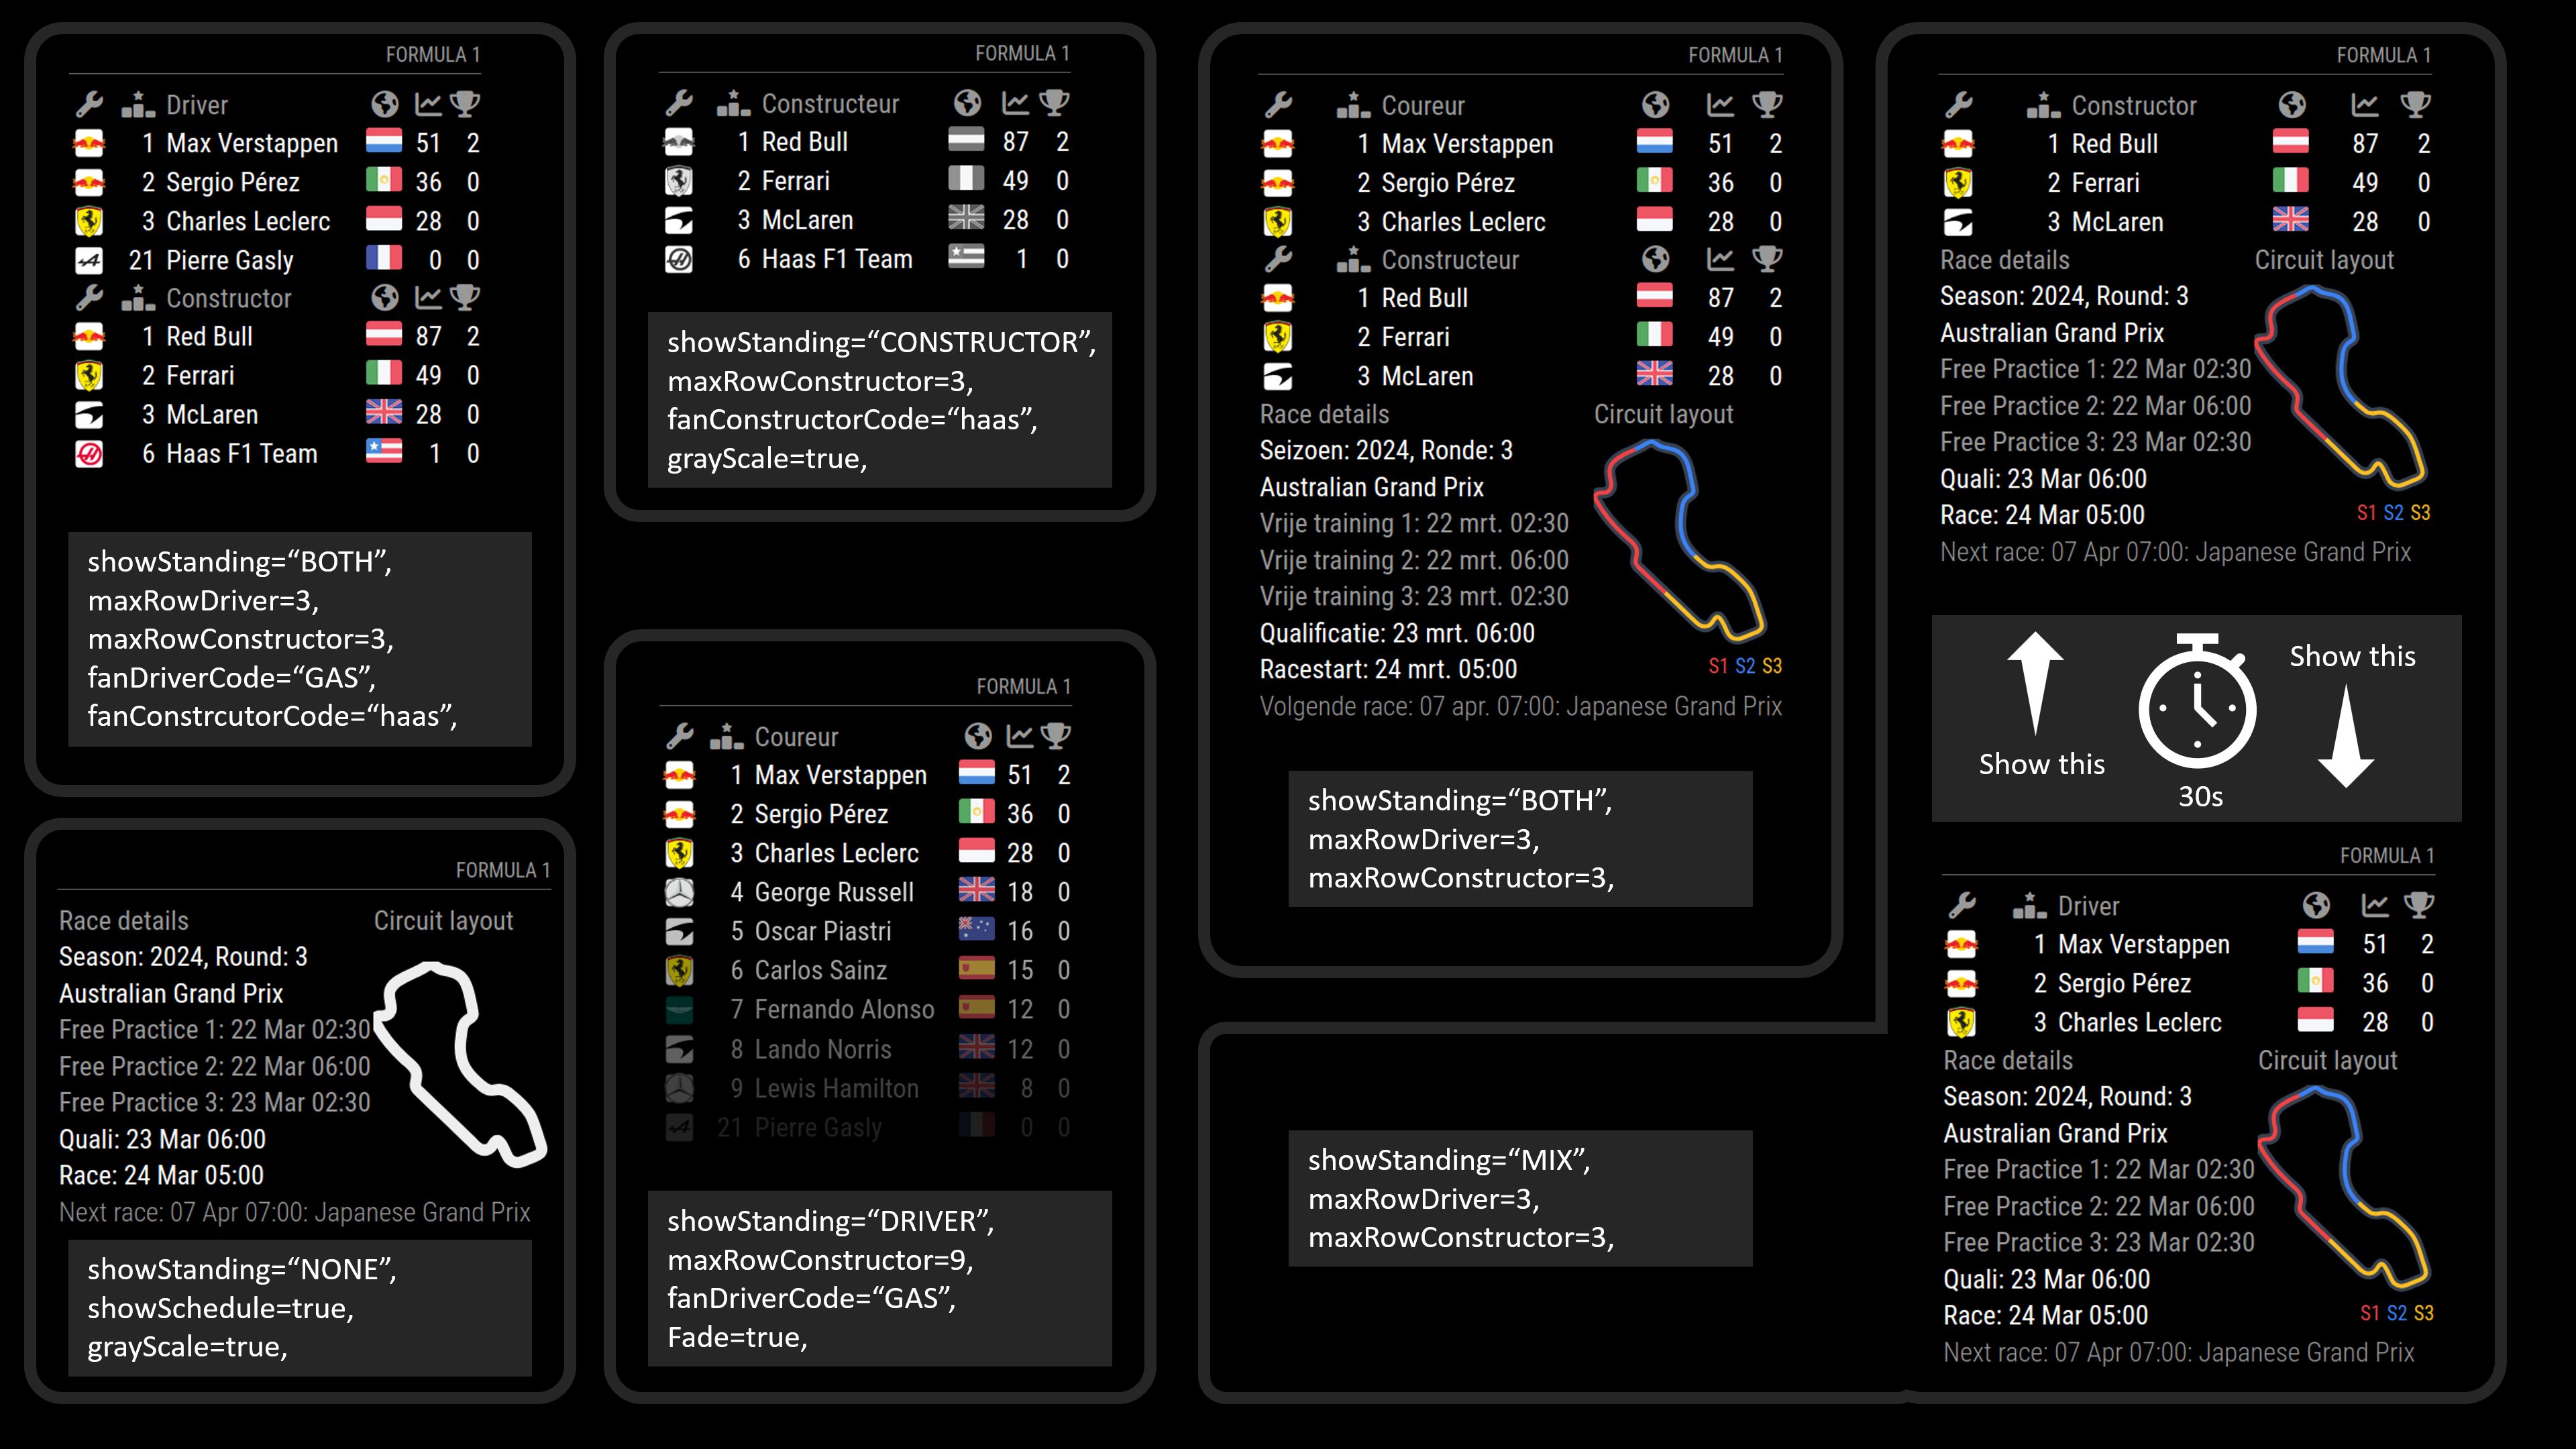 FORMULA 1
Driver
1 Max Verstappen 51 2
2 Sergio Pérez 36 0
3 Charles Leclerc 28 0
21 Pierre Gasly 0 0
Constructor
1 Red Bull 87 2
2 Ferrari 49 0
3 McLaren 28 0
6 Haas F1 Team 1 0
showStanding=“BOTH”,
maxRowDriver=3,
maxRowConstructor=3,
fanDriverCode=“GAS”,
fanConstrcutorCode=“haas”,
FORMULA 1
Race details Circuit layout
Season: 2024, Round: 3
Australian Grand Prix
Free Practice 1: 22 Mar 02:30
Free Practice 2: 22 Mar 06:00
Free Practice 3: 23 Mar 02:30
Quali: 23 Mar 06:00
Race: 24 Mar 05:00
Next race: 07 Apr 07:00: Japanese Grand Prix
showStanding=“NONE”,
showSchedule=true,
grayScale=true,
FORMULA 1
Constructeur
1 Red Bull 87 2
2 Ferrari 49 0
3 McLaren 28 0
6 Haas F1 Team 1 0
showStanding=“CONSTRUCTOR”,
maxRowConstructor=3,
fanConstructorCode=“haas”,
grayScale=true,
FORMULA 1
Coureur
1 Max Verstappen 51 2
2 Sergio Pérez 36 0
3 Charles Leclerc 28 0
4 George Russell 18 0
5 Oscar Piastri 16 0
6 Carlos Sainz 15 0
7 Fernando Alonso 12 0
8 Lando Norris 12 0
9 Lewis Hamilton 8 0
21 Pierre Gasly 0 0
showStanding=“DRIVER”,
maxRowConstructor=9,
fanDriverCode=“GAS”,
Fade=true,
FORMULA 1
Coureur
1 Max Verstappen 51 2
2 Sergio Pérez 36 0
3 Charles Leclerc 28 0
Constructeur
1 Red Bull 87 2
2 Ferrari 49 0
3 McLaren 28 0
Race details Circuit layout
Seizoen: 2024, Ronde: 3
Australian Grand Prix
Vrije training 1: 22 mrt. 02:30
Vrije training 2: 22 mrt. 06:00
Vrije training 3: 23 mrt. 02:30
Qualificatie: 23 mrt. 06:00
Racestart: 24 mrt. 05:00 S1 S2 S3
Volgende race: 07 apr. 07:00: Japanese Grand Prix
showStanding=“BOTH”,
maxRowDriver=3,
maxRowConstructor=3,
showStanding=“MIX”,
maxRowDriver=3,
maxRowConstructor=3,
FORMULA 1
Constructor
1 Red Bull 87 2
2 Ferrari 49 0
3 McLaren 28 0
Race details Circuit layout
Season: 2024, Round: 3
Australian Grand Prix
Free Practice 1: 22 Mar 02:30
Free Practice 2: 22 Mar 06:00
Free Practice 3: 23 Mar 02:30
Quali: 23 Mar 06:00
Race: 24 Mar 05:00 S1 S2 S3
Next race: 07 Apr 07:00: Japanese Grand Prix
Show this
Show this
30s
FORMULA 1
Driver
1 Max Verstappen 51 2
2 Sergio Pérez 36 0
3 Charles Leclerc 28 0
Race details Circuit layout
Season: 2024, Round: 3
Australian Grand Prix
Free Practice 1: 22 Mar 02:30
Free Practice 2: 22 Mar 06:00
Free Practice 3: 23 Mar 02:30
Quali: 23 Mar 06:00
Race: 24 Mar 05:00 S1 S2 S3
Next race: 07 Apr 07:00: Japanese Grand Prix